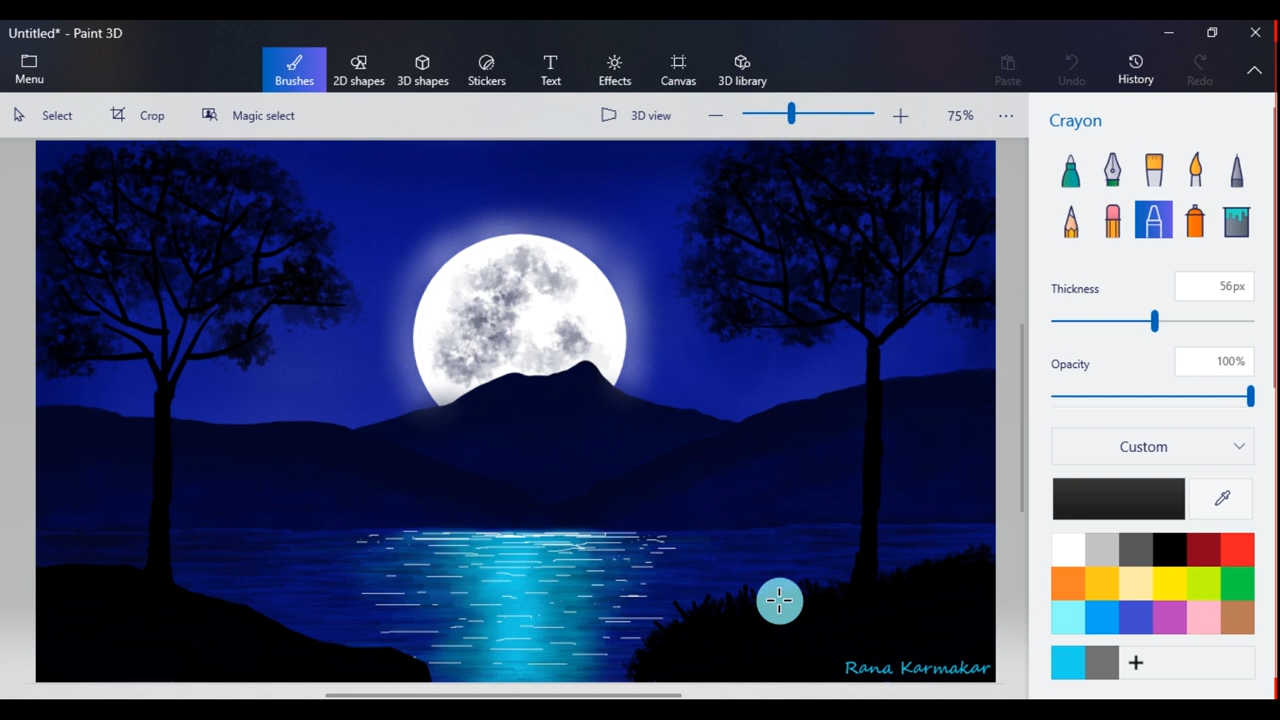 Untitled* - Paint 3D
Menu
Brushes
2D shapes
3D shapes
Stickers
Text
Effects
Canvas
3D library
Paste
Undo
History
Redo
Select
Crop
Magic select
3D view
75%
Crayon
Thickness
56px
Opacity
100%
Custom
Rana Karmakar